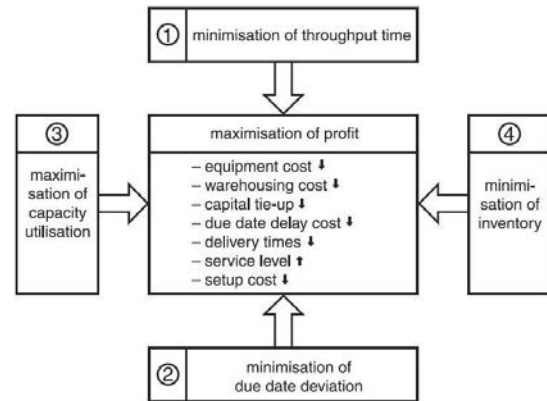 ① minimisation of throughput time
③
maximi-
sation of
capacity
utilisation
maximisation of profit
– equipment cost ⬇
– warehousing cost ⬇
– capital tie-up ⬇
– due date delay cost ⬇
– delivery times ⬇
– service level ⬆
– setup cost ⬇
④
minimi-
sation of
inventory
② minimisation of
due date deviation